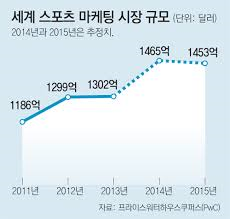 세계 스포츠 마케팅 시장 규모 (단위: 달러)
2014년과 2015년은 추정치.
1186억
1299억
1302억
1465억
1453억
2011년 2012년 2013년 2014년 2015년
자료: 프라이스워터하우스쿠퍼스(PwC)